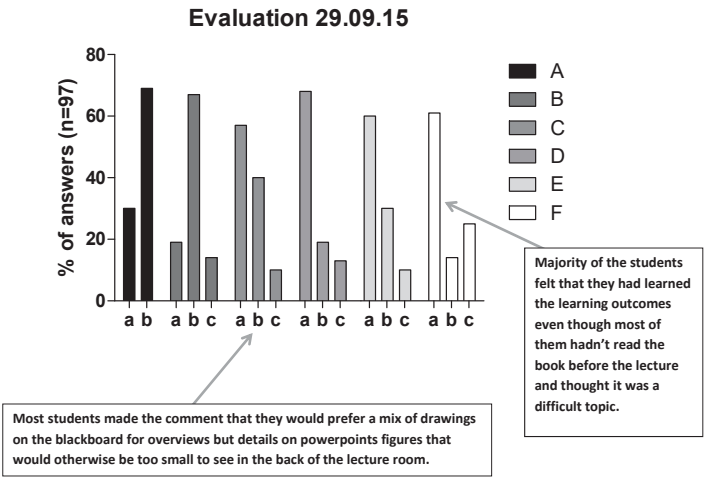 Evaluation 29.09.15
% of answers (n=97)
80
60
40
20
0
a b
a b c
a b c
a b c
a b c
a b c
A
B
C
D
E
F
Majority of the students
felt that they had learned
the learning outcomes
even though most of
them hadn't read the
book before the lecture
and thought it was a
difficult topic.
Most students made the comment that they would prefer a mix of drawings
on the blackboard for overviews but details on powerpoints figures that
would otherwise be too small to see in the back of the lecture room.